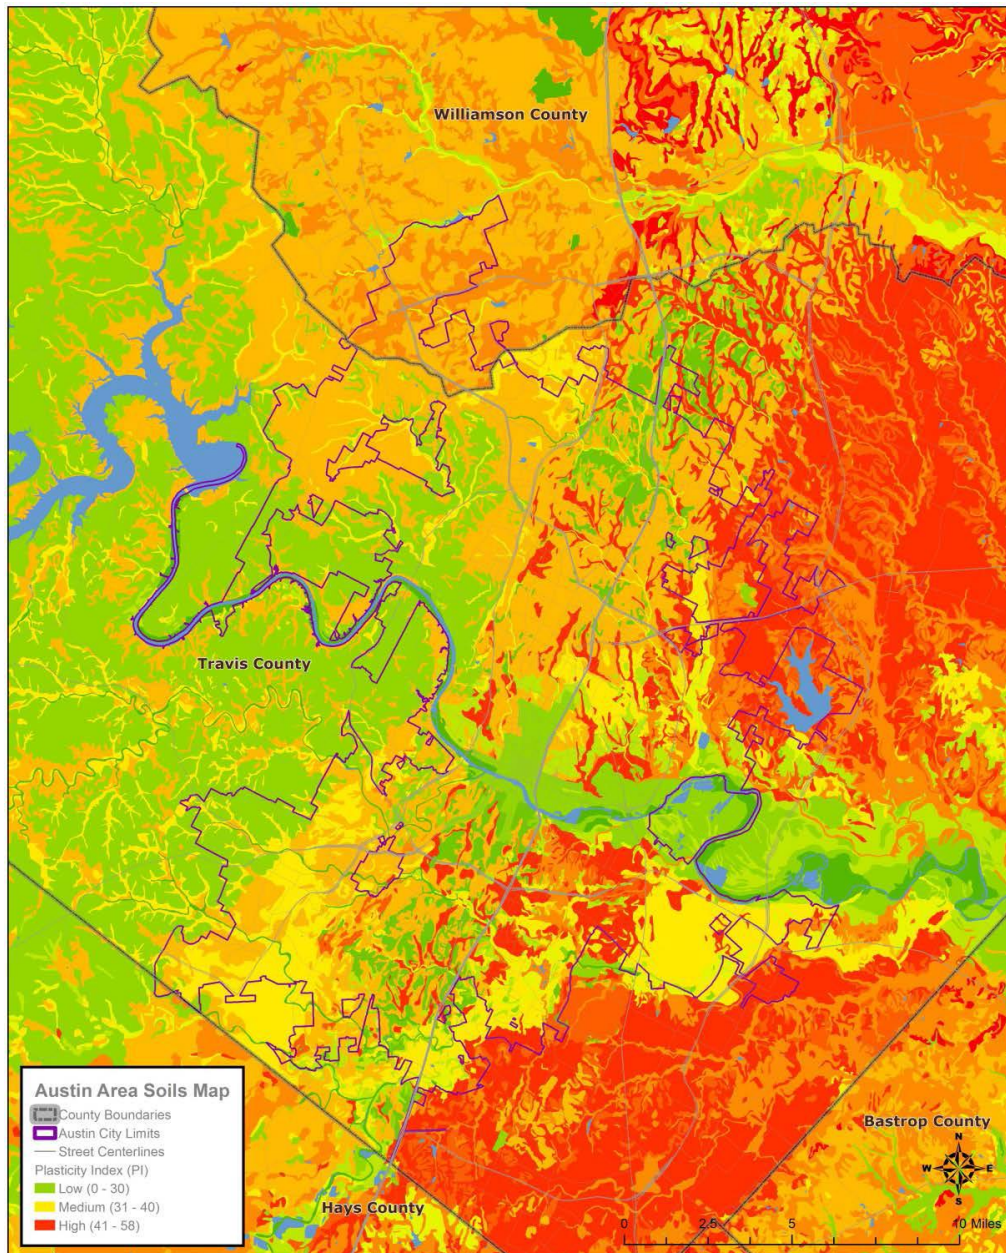 Williamson County
Travis County
Austin Area Soils Map
County Boundaries
Austin City Limits
Street Centerlines
Plasticity Index (PI)
Low (0 - 30)
Medium (31 - 40)
High (41 - 58)
Hays County
Bastrop County
N
W E
S
0 2.5 5 10 Miles